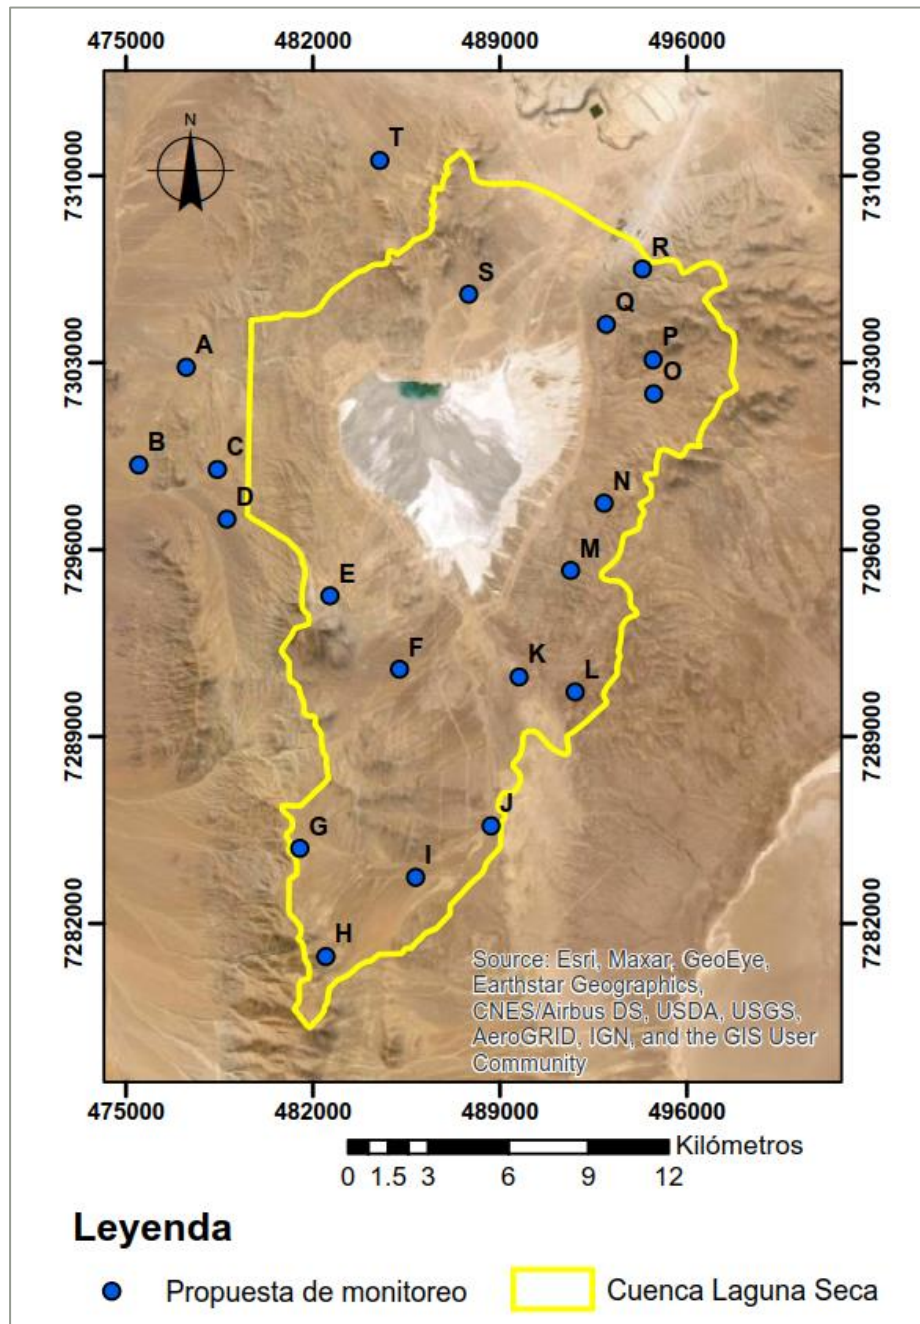 475000 482000 489000 496000
N
T
7310000 7310000
R
S
Q
P
A
7303000 7303000
O
B
C
N
D
7296000 7296000
M
E
F
K
L
7289000 7289000
J
G
I
7282000 7282000
H
Source: Esri, Maxar, GeoEye,
Earthstar Geographics,
CNES/Airbus DS, USDA, USGS,
AeroGRID, IGN, and the GIS User
Community
475000 482000 489000 496000
Kilómetros
0 1.5 3 6 9 12
Leyenda
Propuesta de monitoreo Cuenca Laguna Seca